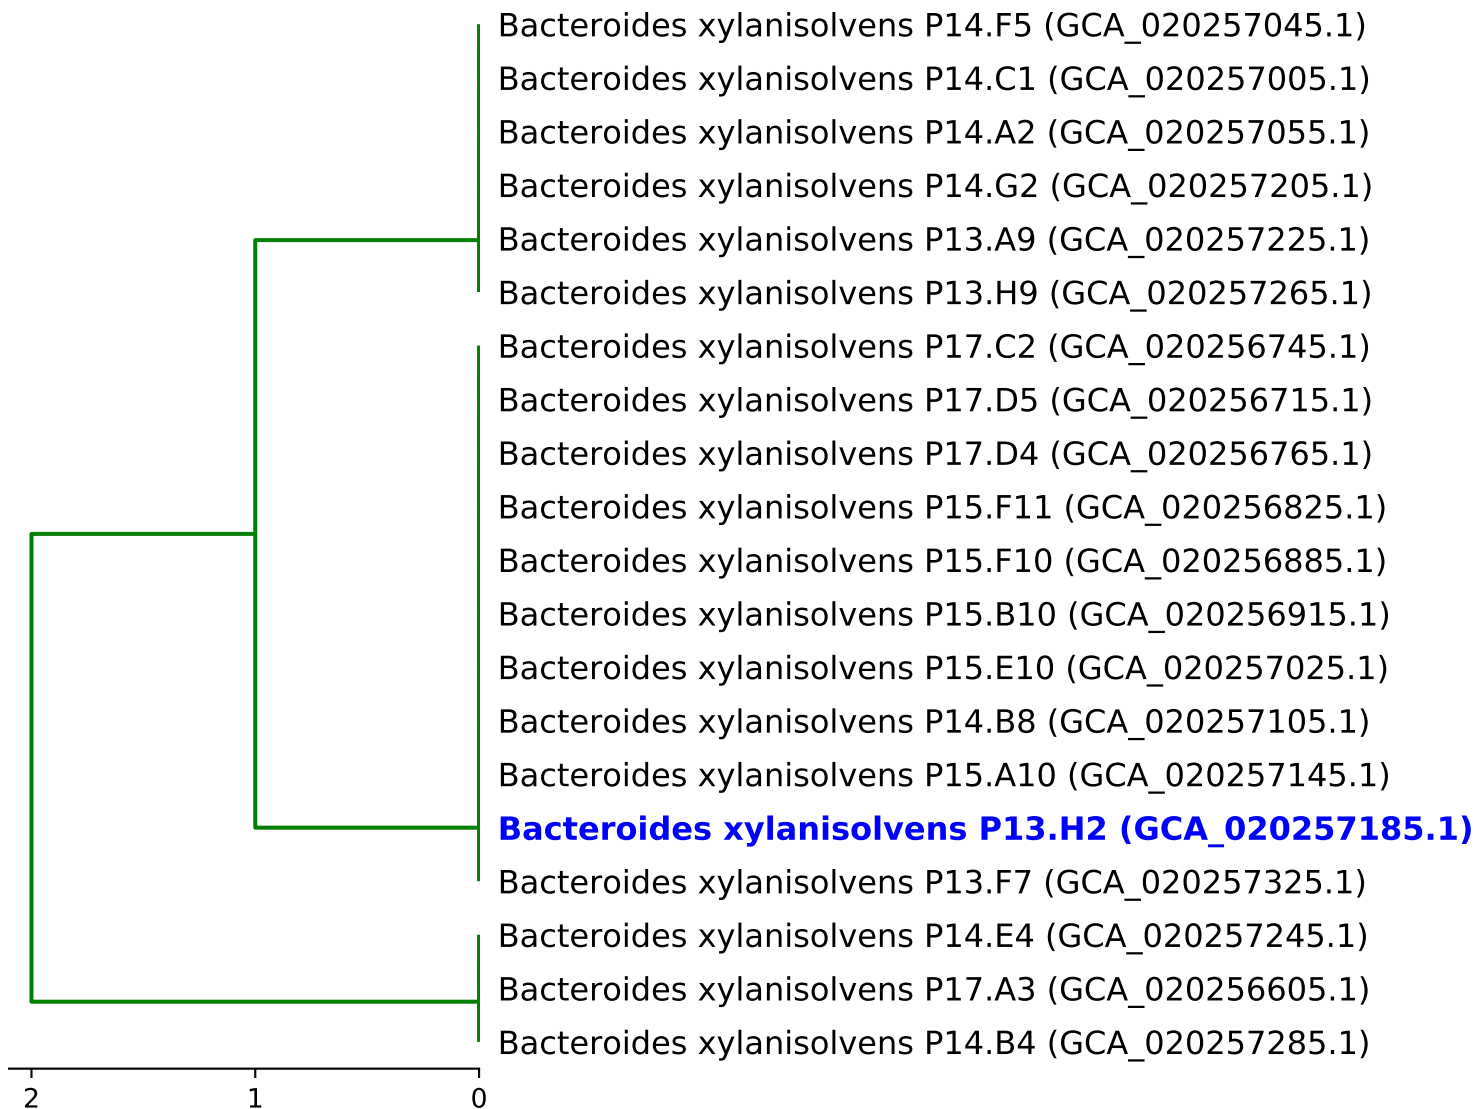 Bacteroides xylanisolvens P14.F5 (GCA_020257045.1)
Bacteroides xylanisolvens P14.C1 (GCA_020257005.1)
Bacteroides xylanisolvens P14.A2 (GCA_020257055.1)
Bacteroides xylanisolvens P14.G2 (GCA_020257205.1)
Bacteroides xylanisolvens P13.A9 (GCA_020257225.1)
Bacteroides xylanisolvens P13.H9 (GCA_020257265.1)
Bacteroides xylanisolvens P17.C2 (GCA_020256745.1)
Bacteroides xylanisolvens P17.D5 (GCA_020256715.1)
Bacteroides xylanisolvens P17.D4 (GCA_020256765.1)
Bacteroides xylanisolvens P15.F11 (GCA_020256825.1)
Bacteroides xylanisolvens P15.F10 (GCA_020256885.1)
Bacteroides xylanisolvens P15.B10 (GCA_020256915.1)
Bacteroides xylanisolvens P15.E10 (GCA_020257025.1)
Bacteroides xylanisolvens P14.B8 (GCA_020257105.1)
Bacteroides xylanisolvens P15.A10 (GCA_020257145.1)
Bacteroides xylanisolvens P13.H2 (GCA_020257185.1)
Bacteroides xylanisolvens P13.F7 (GCA_020257325.1)
Bacteroides xylanisolvens P14.E4 (GCA_020257245.1)
Bacteroides xylanisolvens P17.A3 (GCA_020256605.1)
Bacteroides xylanisolvens P14.B4 (GCA_020257285.1)
2 1 0